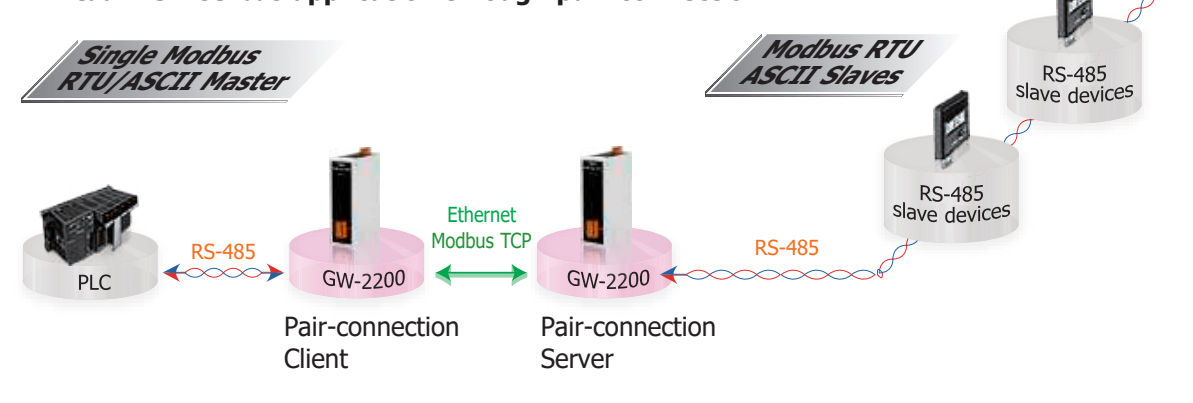 Single Modbus
RTU/ASCII Master
Modbus RTU
ASCII Slaves
RS-485
slave devices
RS-485
slave devices
Ethernet
Modbus TCP
RS-485
RS-485
PLC
GW-2200
GW-2200
Pair-connection
Client
Pair-connection
Server